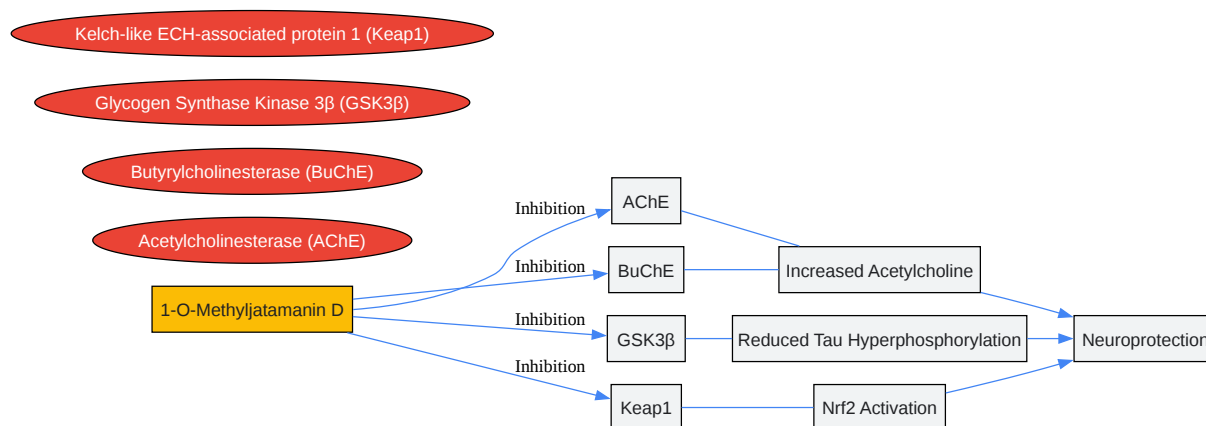 Kelch-like ECH-associated protein 1 (Keap1)
Glycogen Synthase Kinase 3β (GSK3β)
Butyrylcholinesterase (BuChE)
Acetylcholinesterase (AChE)
1-O-Methyljatamanin D
Inhibition
Inhibition
Inhibition
Inhibition
AChE
BuChE
GSK3β
Keap1
Increased Acetylcholine
Reduced Tau Hyperphosphorylation
Nrf2 Activation
Neuroprotection